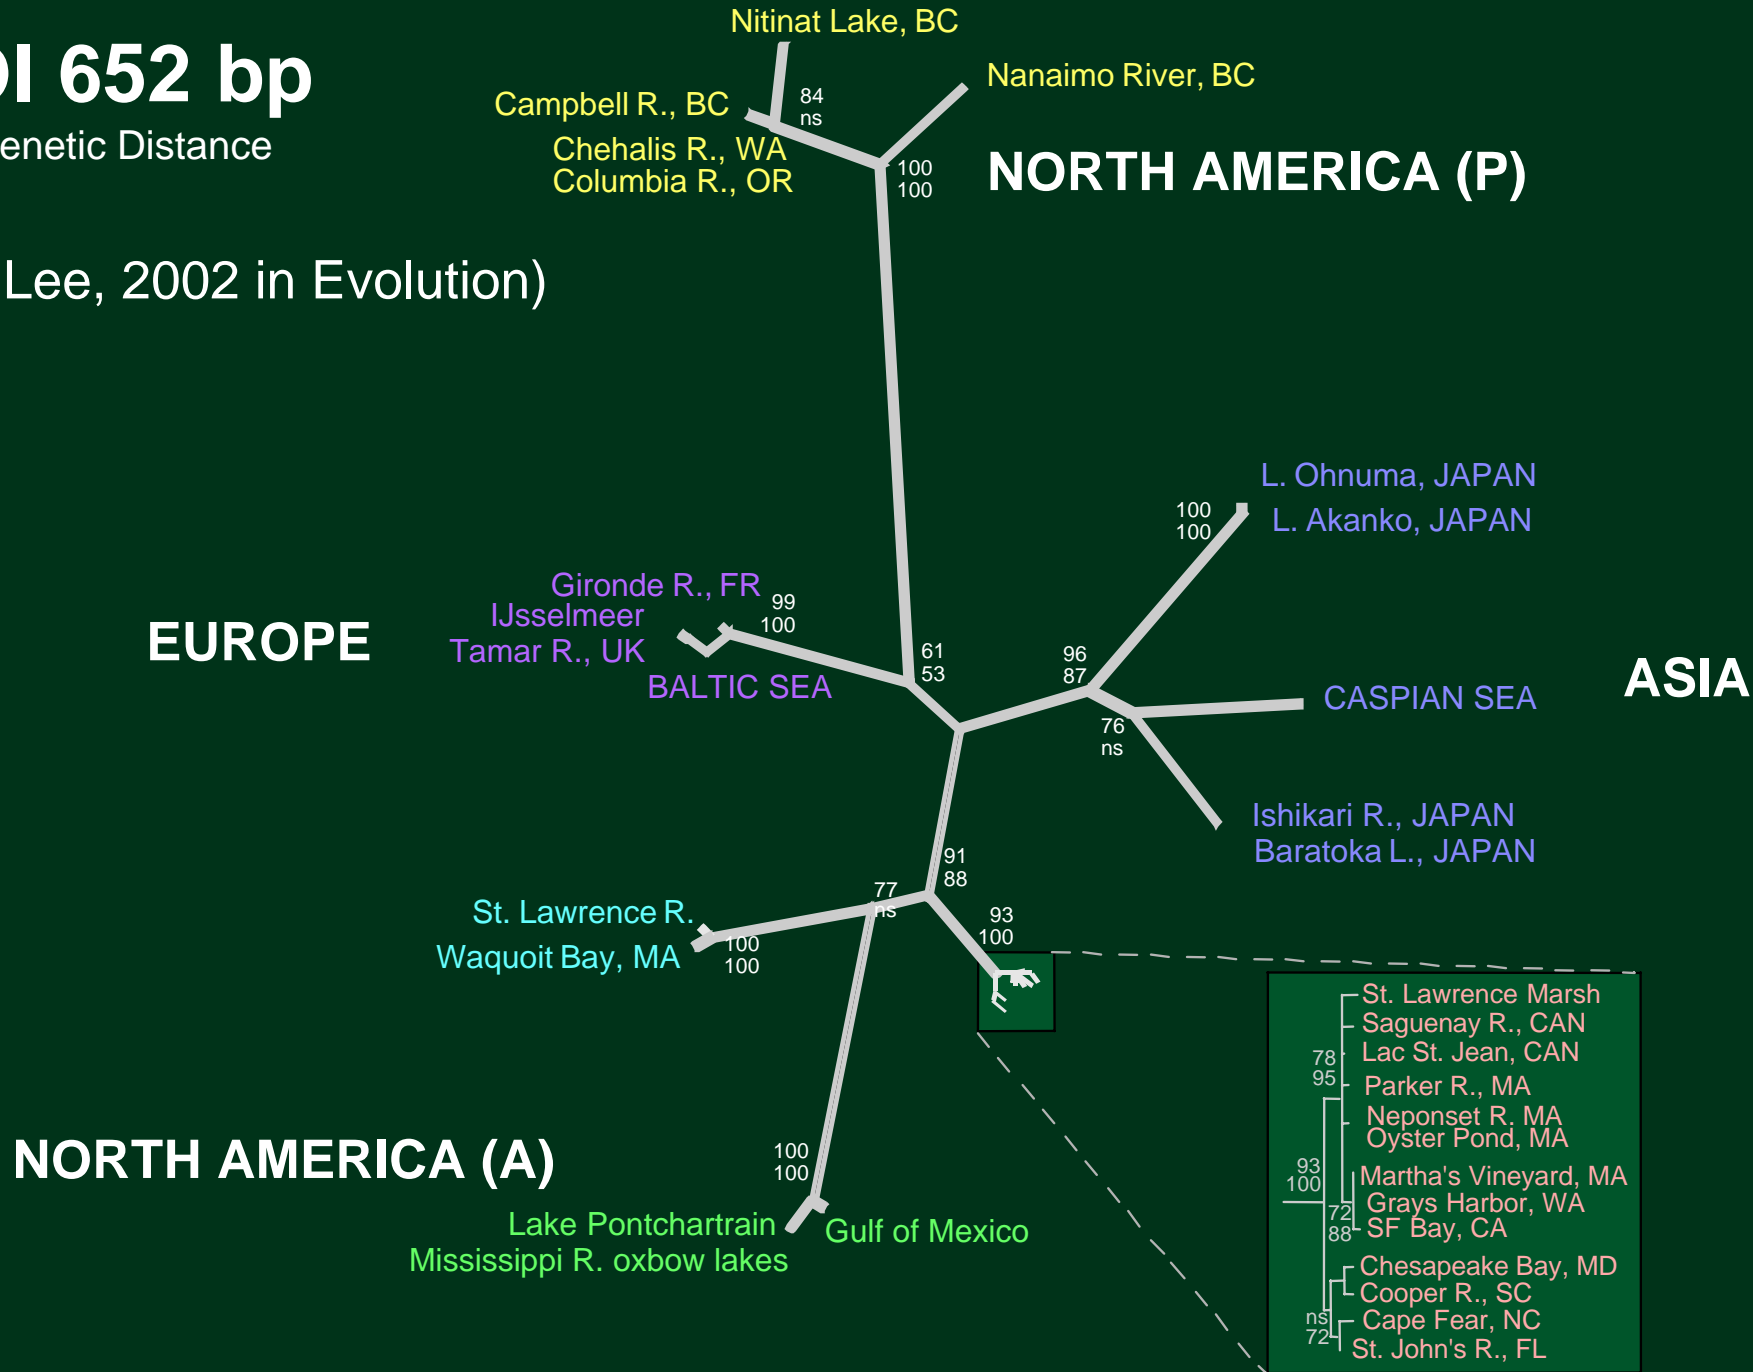 Nitinat Lake, BC
OI 652 bp
Nanaimo River, BC
Campbell R., BC
84
ns
enetic Distance
Chehalis R., WA
Columbia R., OR
100
100
NORTH AMERICA (P)
Lee, 2002 in Evolution)
L. Ohnuma, JAPAN
100
100
L. Akanko, JAPAN
EUROPE
Gironde R., FR
IJsselmeer
Tamar R., UK
BALTIC SEA
99
100
61
53
96
87
ASIA
CASPIAN SEA
76
ns
Ishikari R., JAPAN
Baratoka L., JAPAN
91
88
77
ns
St. Lawrence R.
Waquoit Bay, MA
100
100
93
100
NORTH AMERICA (A)
100
100
Lake Pontchartrain
Mississippi R. oxbow lakes
Gulf of Mexico
St. Lawrence Marsh
Saguenay R., CAN
Lac St. Jean, CAN
78
95
Parker R., MA
Neponset R. MA
Oyster Pond, MA
93
100
Martha's Vineyard, MA
Grays Harbor, WA
72
88
SF Bay, CA
Chesapeake Bay, MD
Cooper R., SC
ns
72
Cape Fear, NC
St. John's R., FL